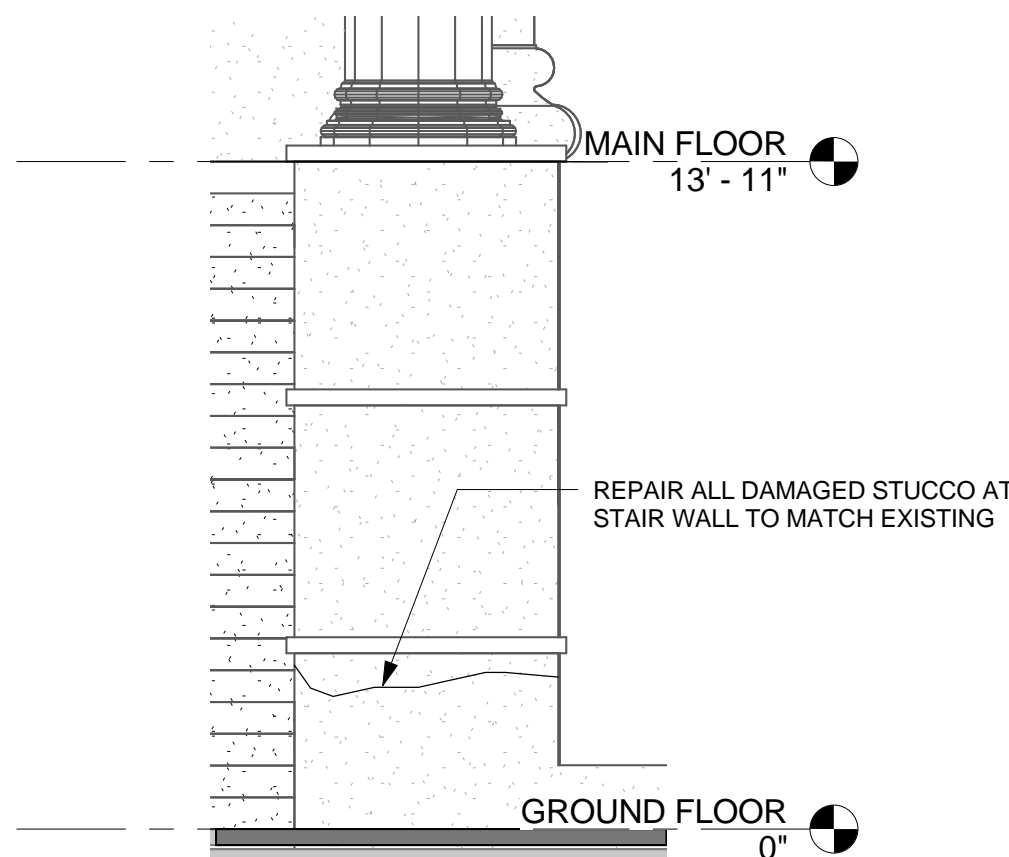 MAIN FLOOR
13' - 11"
REPAIR ALL DAMAGED STUCCO AT
STAIR WALL TO MATCH EXISTING
GROUND FLOOR
0"